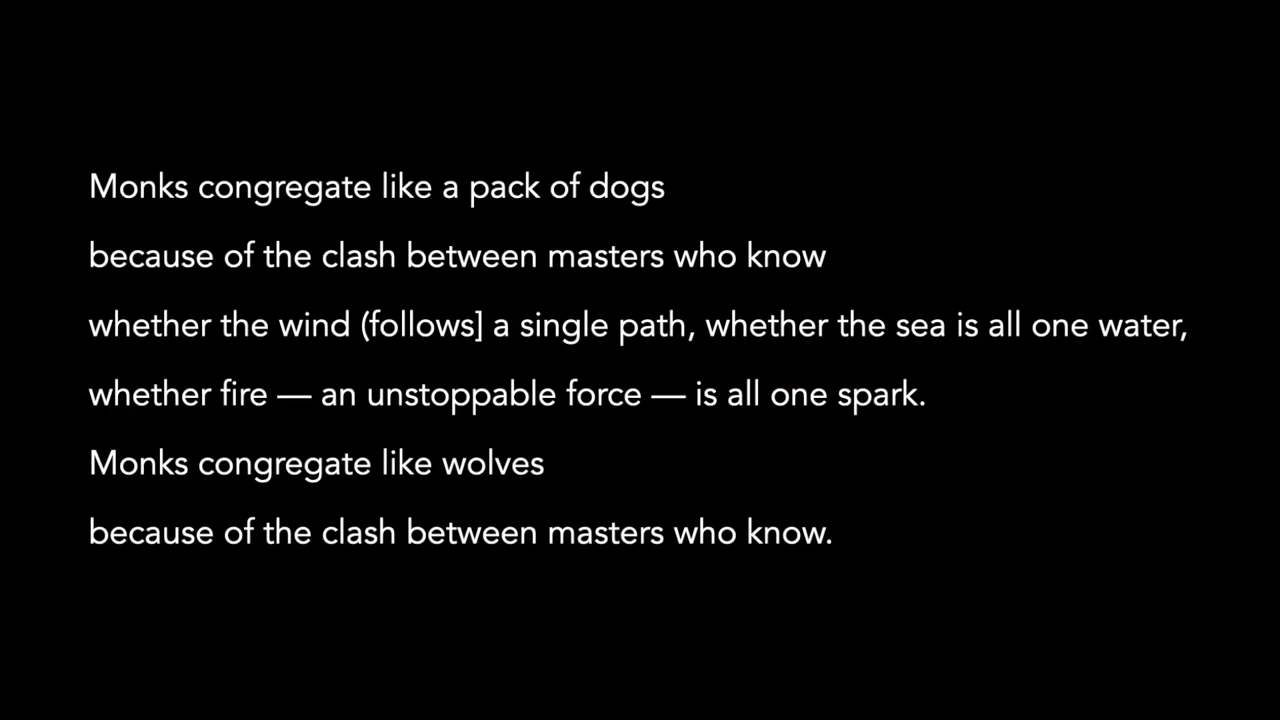 Monks congregate like a pack of dogs
because of the clash between masters who know
whether the wind (follows] a single path, whether the sea is all one water,
whether fire — an unstoppable force — is all one spark.
Monks congregate like wolves
because of the clash between masters who know.